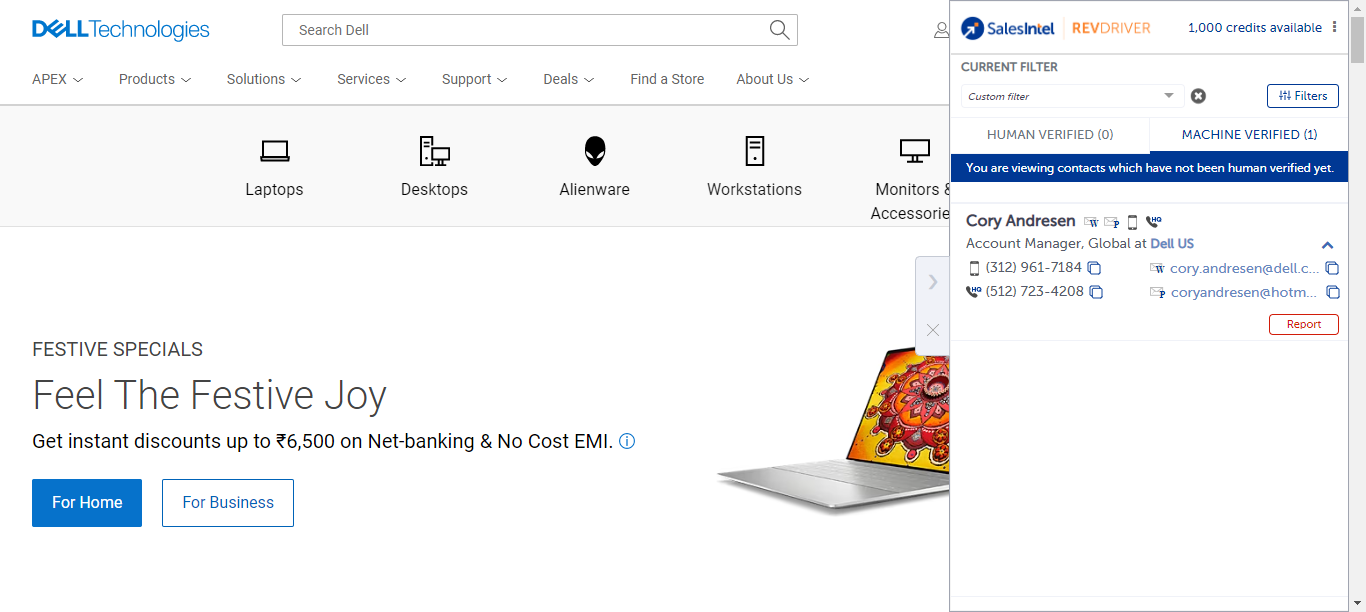 DELLTechnologies
Search Dell
APEX Products Solutions Services Support Deals Find a Store About Us
Laptops Desktops Alienware Workstations Monitors &
Accessorie
FESTIVE SPECIALS
Feel The Festive Joy
Get instant discounts up to ₹6,500 on Net-banking & No Cost EMI.
For Home For Business
SalesIntel REVDRIVER 1,000 credits available
CURRENT FILTER
Custom filter Filters
HUMAN VERIFIED (0) MACHINE VERIFIED (1)
You are viewing contacts which have not been human verified yet.
Cory Andresen W P HQ
Account Manager, Global at Dell US
(312) 961-7184 W cory.andresen@dell.c...
HQ (512) 723-4208 P coryandresen@hotm...
Report